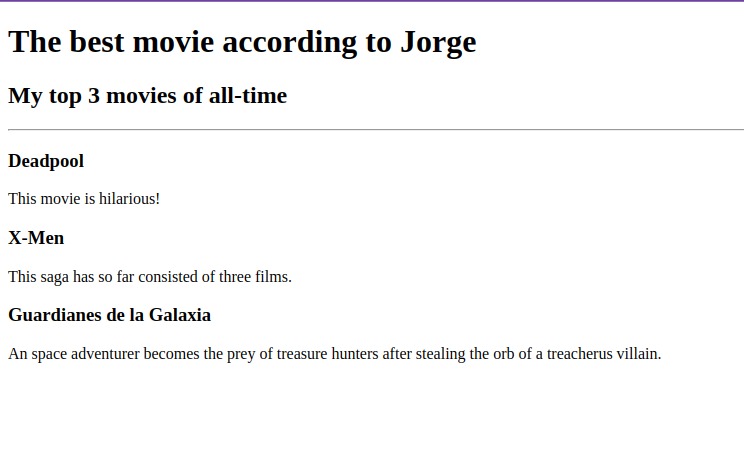 The best movie according to Jorge
My top 3 movies of all-time
Deadpool
This movie is hilarious!
X-Men
This saga has so far consisted of three films.
Guardianes de la Galaxia
An space adventurer becomes the prey of treasure hunters after stealing the orb of a treacherus villain.